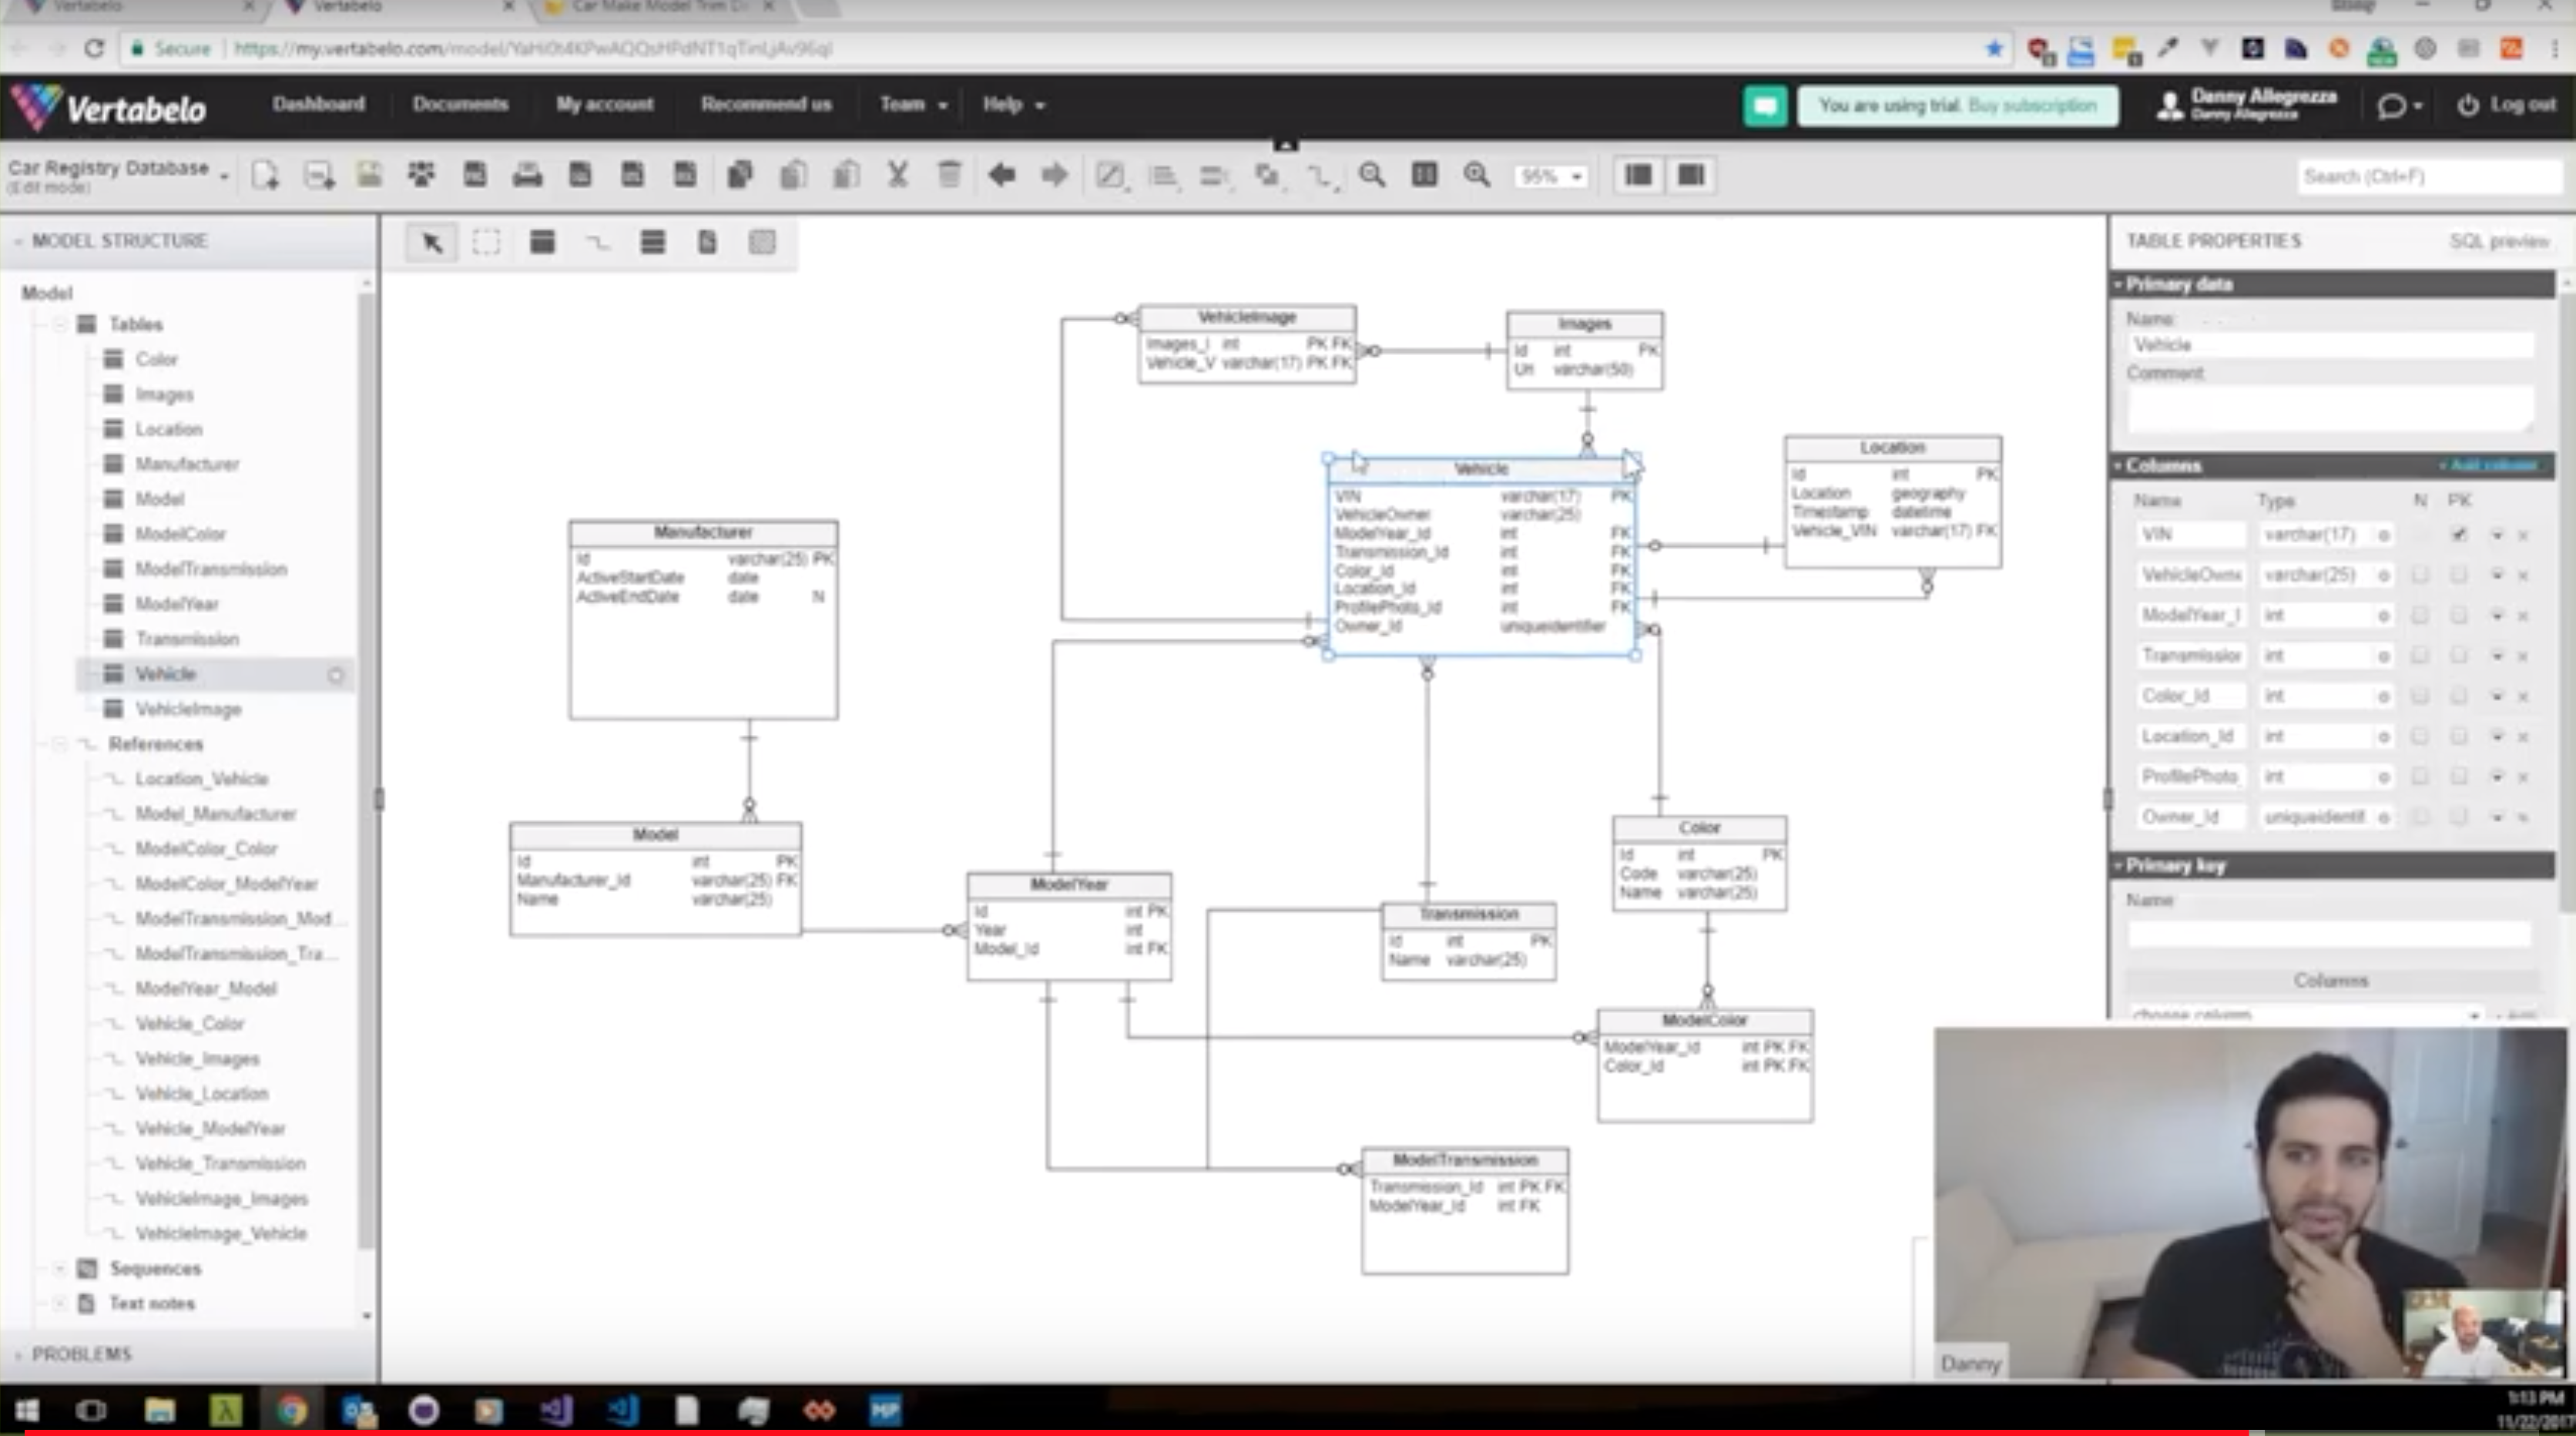 Vertabelo
Vertabelo
Car Make Model Trim D
Secure
https://my.vertabelo.com/model/
Vertabelo
Dashboard
Documents
My account
Recommend us
Team
Help
You are using trial. Buy subscription
Danny Allegrezza
Danny Allegrezza
Log out
Car Registry Database
(Edit mode)
95%
Search (Ctrl+F)
MODEL STRUCTURE
Model
Tables
Color
Images
Location
Manufacturer
Model
ModelColor
ModelTransmission
ModelYear
Transmission
Vehicle
VehicleImage
References
Location_Vehicle
Model_Manufacturer
ModelColor_Color
ModelColor_ModelYear
ModelTransmission_Mod...
ModelTransmission_Tra...
ModelYear_Model
Vehicle_Color
Vehicle_Images
Vehicle_Location
Vehicle_ModelYear
Vehicle_Transmission
VehicleImage_Images
VehicleImage_Vehicle
Sequences
Text notes
PROBLEMS
VehicleImage
Images_I int PK FK
Vehicle_V varchar(17) PK FK
Images
Id int PK
Url varchar(50)
Vehicle
VIN varchar(17) PK
VehicleOwner varchar(25)
ModelYear_Id int FK
Transmission_Id int FK
Color_Id int FK
Location_Id int FK
ProfilePhoto_Id int FK
Owner_Id uniqueidentifier
Location
Id int PK
Location geography
Timestamp datetime
Vehicle_VIN varchar(17) FK
Manufacturer
Id varchar(25) PK
ActiveStartDate date
ActiveEndDate date N
Model
Id int PK
Manufacturer_Id varchar(25) FK
Name varchar(25)
ModelYear
Id int PK
Year int
Model_Id int FK
Transmission
Id int PK
Name varchar(25)
Color
Id int PK
Code varchar(25)
Name varchar(25)
ModelColor
ModelYear_Id int PK FK
Color_Id int PK FK
ModelTransmission
Transmission_Id int PK FK
ModelYear_Id int FK
TABLE PROPERTIES
SQL preview
Primary data
Name:
Vehicle
Comment
Columns
Add column
Name Type N PK
VIN varchar(17)
VehicleOwne varchar(25)
ModelYear_I int
Transmission int
Color_Id int
Location_Id int
ProfilePhoto_ int
Owner_Id uniqueidentif
Primary key
Name
Columns
choose column
Danny
1:13 PM
11/22/2017